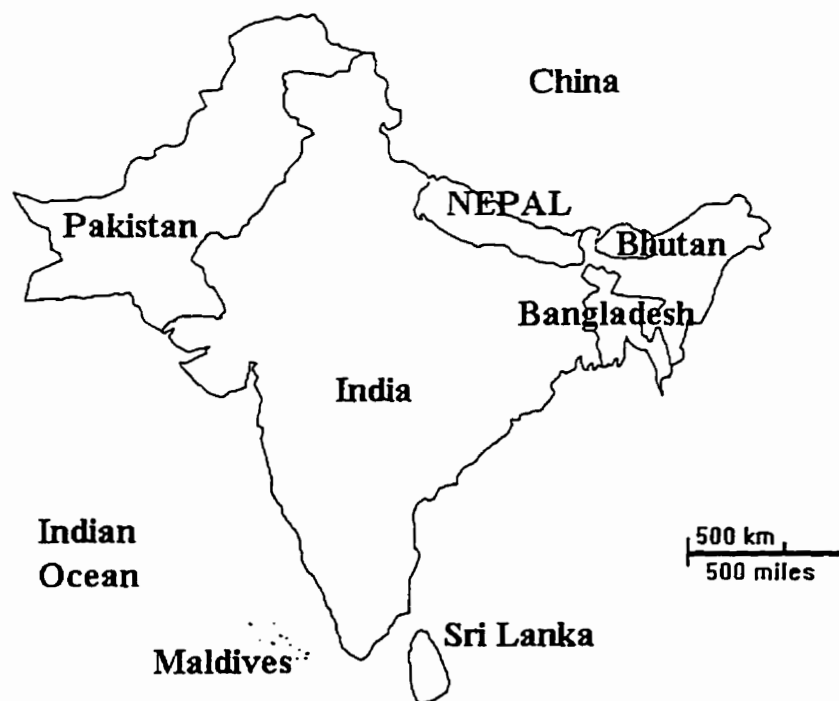 China
NEPAL
Pakistan
Bhutan
Bangladesh
India
Indian
Ocean
500 km
500 miles
Sri Lanka
Maldives